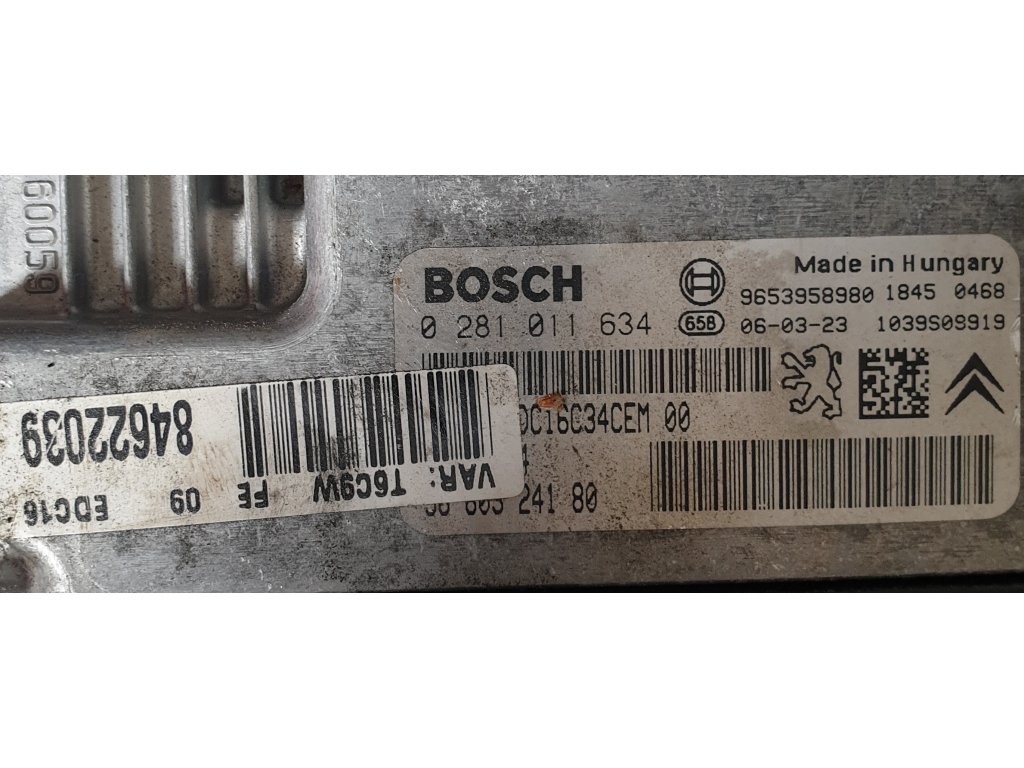 60059
BOSCH
Made in Hungary
9653958980 1845 0468
0 281 011 634 658 06-03-23 1039S09919
DC16C34CEM 00
603 241 80
VAR: T6C9W FE 09 EDC16
84622039